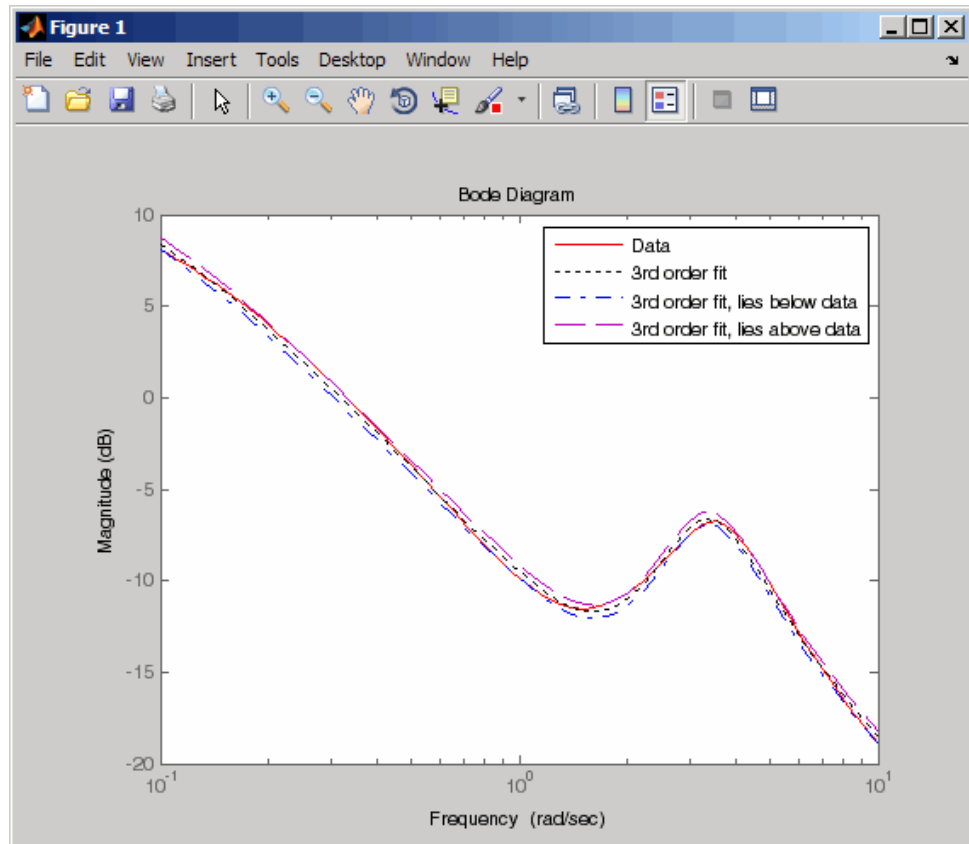 Figure 1
File Edit View Insert Tools Desktop Window Help
Bode Diagram
10
5
0
-5
-10
-15
-20
Magnitude (dB)
Data
3rd order fit
3rd order fit, lies below data
3rd order fit, lies above data
10^-1 10^0 10^1
Frequency (rad/sec)